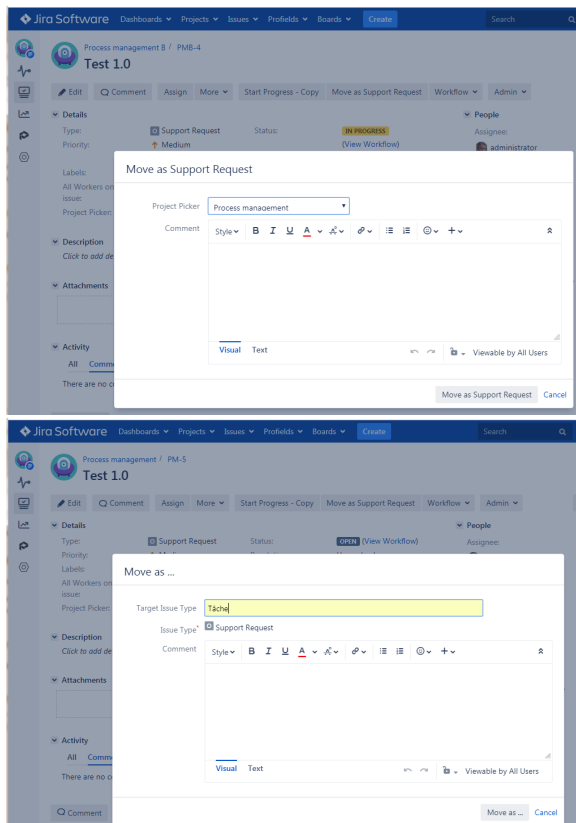 Jira Software Dashboards Projects Issues Profields Boards Create Search
Process management B / PMB-4
Test 1.0
Edit Comment Assign More Start Progress - Copy Move as Support Request Workflow Admin
Details
People
Type: Support Request Status: IN PROGRESS
Assignee:
Priority: Medium (View Workflow)
administrator
Labels:
All Workers on
issue:
Project Picker:
Description
Click to add de
Attachments
Activity
All Comm
There are no c
Move as Support Request
Project Picker Process management
Comment Style B I U A
Visual Text Viewable by All Users
Move as Support Request Cancel
Jira Software Dashboards Projects Issues Profields Boards Create Search
Process management / PM-5
Test 1.0
Edit Comment Assign More Start Progress - Copy Move as Support Request Workflow Admin
Details
People
Type: Support Request Status: OPEN (View Workflow)
Assignee:
Priority:
Labels:
All Workers on
issue:
Project Picker:
Description
Click to add de
Attachments
Activity
All Comm
There are no c
Comment
Move as ...
Target Issue Type Tâche
Issue Type* Support Request
Comment Style B I U A
Visual Text Viewable by All Users
Move as ... Cancel